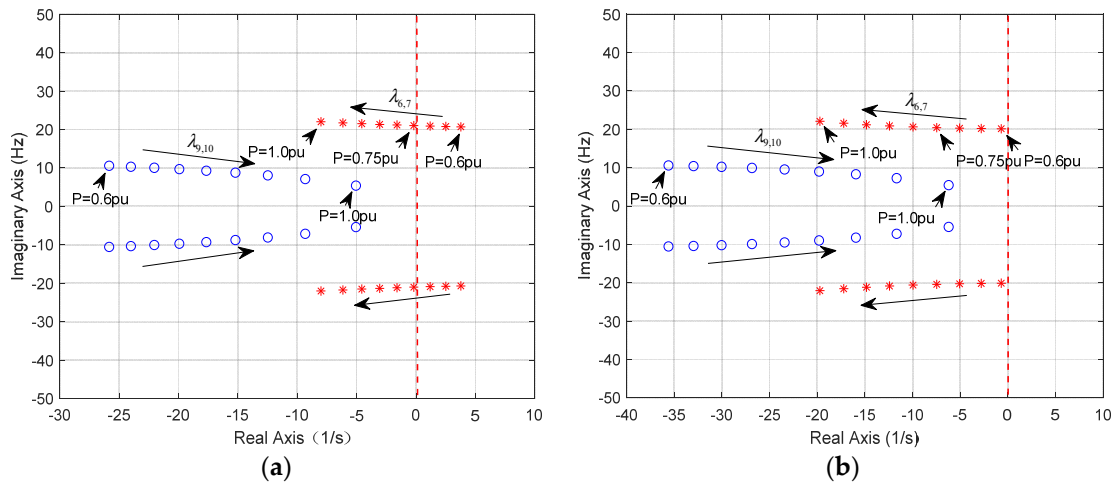 50
40
30
20
10
0
-10
-20
-30
-40
-50
-30
-25
-20
-15
-10
-5
0
5
10
Imaginary Axis (Hz)
Real Axis（1/s）
λ6,7
λ9,10
P=1.0pu
P=0.75pu
P=0.6pu
P=0.6pu
P=1.0pu
(a)
50
40
30
20
10
0
-10
-20
-30
-40
-50
-40
-35
-30
-25
-20
-15
-10
-5
0
5
10
Imaginary Axis (Hz)
Real Axis (1/s)
λ6,7
λ9,10
P=1.0pu
P=0.75pu
P=0.6pu
P=0.6pu
P=1.0pu
(b)